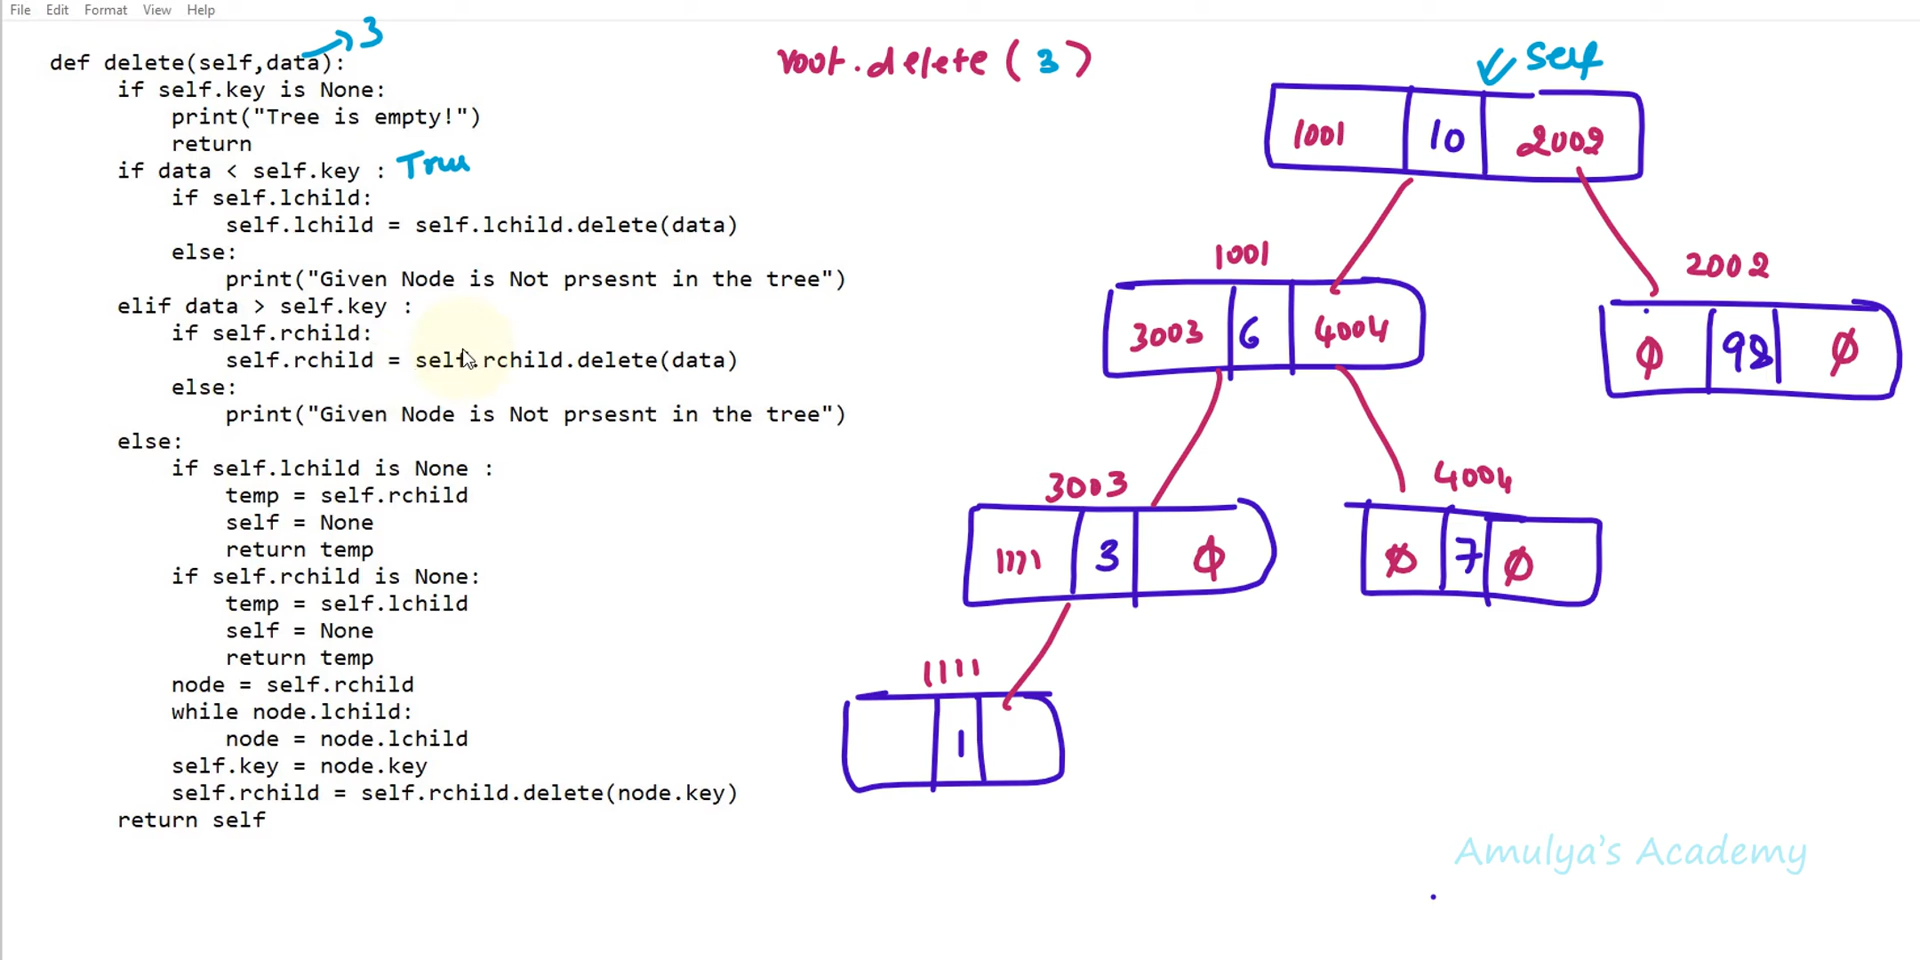 File Edit Format View Help
3
def delete(self,data):
if self.key is None:
print("Tree is empty!")
return
if data < self.key : True
if self.lchild:
self.lchild = self.lchild.delete(data)
else:
print("Given Node is Not prsesnt in the tree")
elif data > self.key :
if self.rchild:
self.rchild = self.rchild.delete(data)
else:
print("Given Node is Not prsesnt in the tree")
else:
if self.lchild is None :
temp = self.rchild
self = None
return temp
if self.rchild is None:
temp = self.lchild
self = None
return temp
node = self.rchild
while node.lchild:
node = node.lchild
self.key = node.key
self.rchild = self.rchild.delete(node.key)
return self
root.delete(3)
self
1001 10 2002
1001
3003 6 4004
2002
φ 98 φ
3003
1111 3 φ
4004
φ 7 φ
1111
1
Amulya's Academy